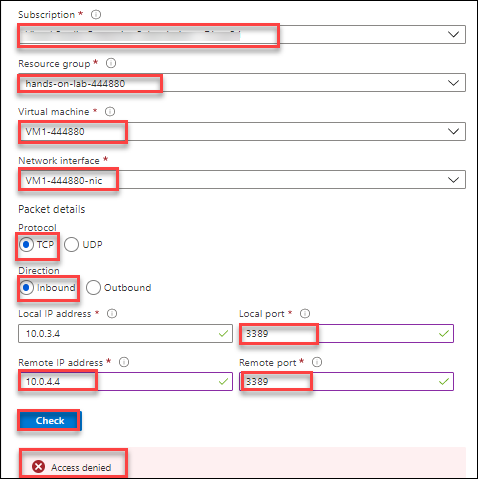 Subscription * ⓘ
Resource group * ⓘ
hands-on-lab-444880
Virtual machine * ⓘ
VM1-444880
Network interface *
VM1-444880-nic
Packet details
Protocol
TCP UDP
Direction
Inbound Outbound
Local IP address * ⓘ Local port * ⓘ
10.0.3.4 3389
Remote IP address * ⓘ Remote port * ⓘ
10.0.4.4 3389
Check
Access denied